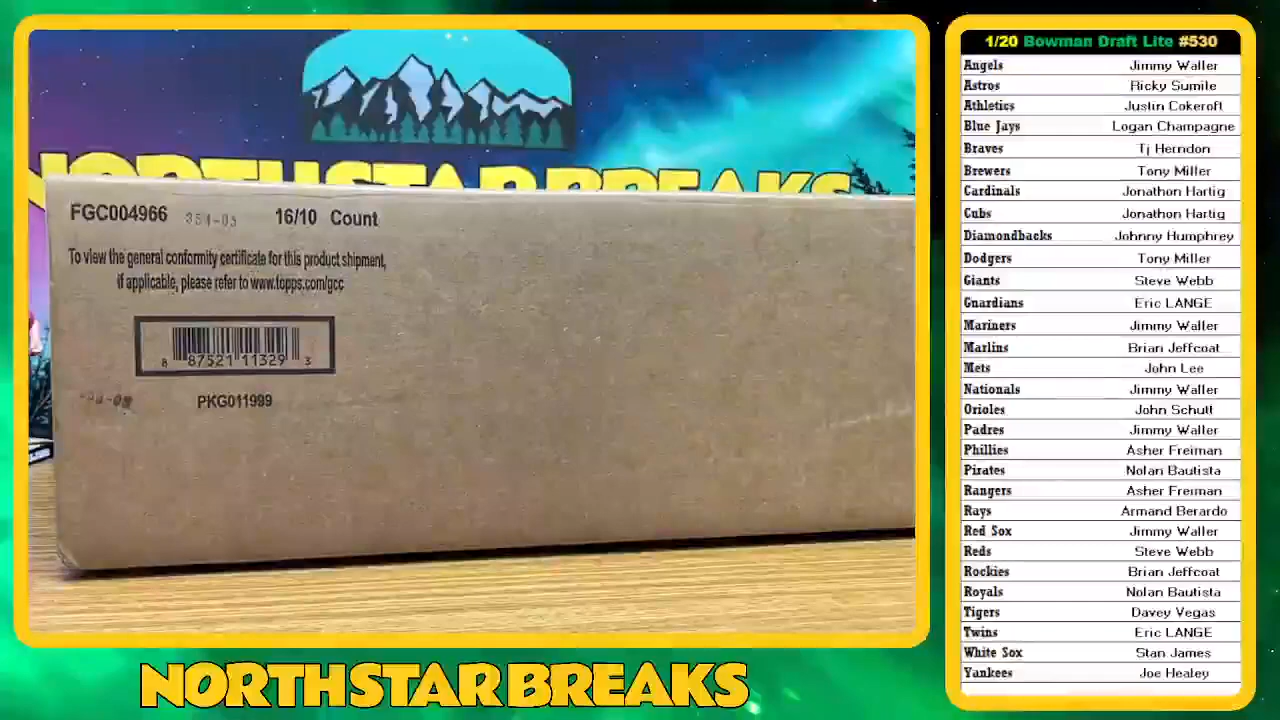 NORTHSTAR BREAKS
FGC004966 16/10 Count
To view the general conformity certificate for this product shipment,
if applicable, please refer to www.topps.com/gcc
8 87521 11329 3
PKG011999
NORTHSTAR BREAKS
1/20 Bowman Draft Lite #530
Angels Jimmy Waller
Astros Ricky Sumile
Athletics Justin Cokeroft
Blue Jays Logan Champagne
Braves Tj Herndon
Brewers Tony Miller
Cardinals Jonathon Hartig
Cubs Jonathon Hartig
Diamondbacks Johnny Humphrey
Dodgers Tony Miller
Giants Steve Webb
Guardians Eric LANGE
Mariners Jimmy Waller
Marlins Brian Jeffcoat
Mets John Lee
Nationals Jimmy Waller
Orioles John Schutt
Padres Jimmy Waller
Phillies Asher Freiman
Pirates Nolan Bautista
Rangers Asher Freiman
Rays Armand Berardo
Red Sox Jimmy Waller
Reds Steve Webb
Rockies Brian Jeffcoat
Royals Nolan Bautista
Tigers Davey Vegas
Twins Eric LANGE
White Sox Stan James
Yankees Joe Healey